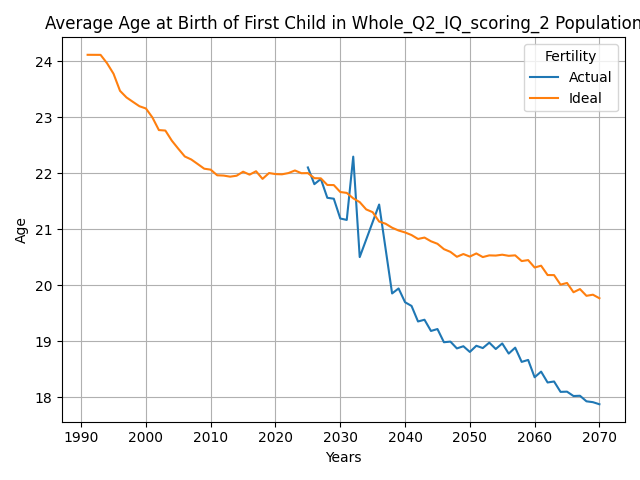 Average Age at Birth of First Child in Whole_Q2_IQ_scoring_2 Population
Fertility
Actual
Ideal
24
23
22
21
20
19
18
Age
1990 2000 2010 2020 2030 2040 2050 2060 2070
Years